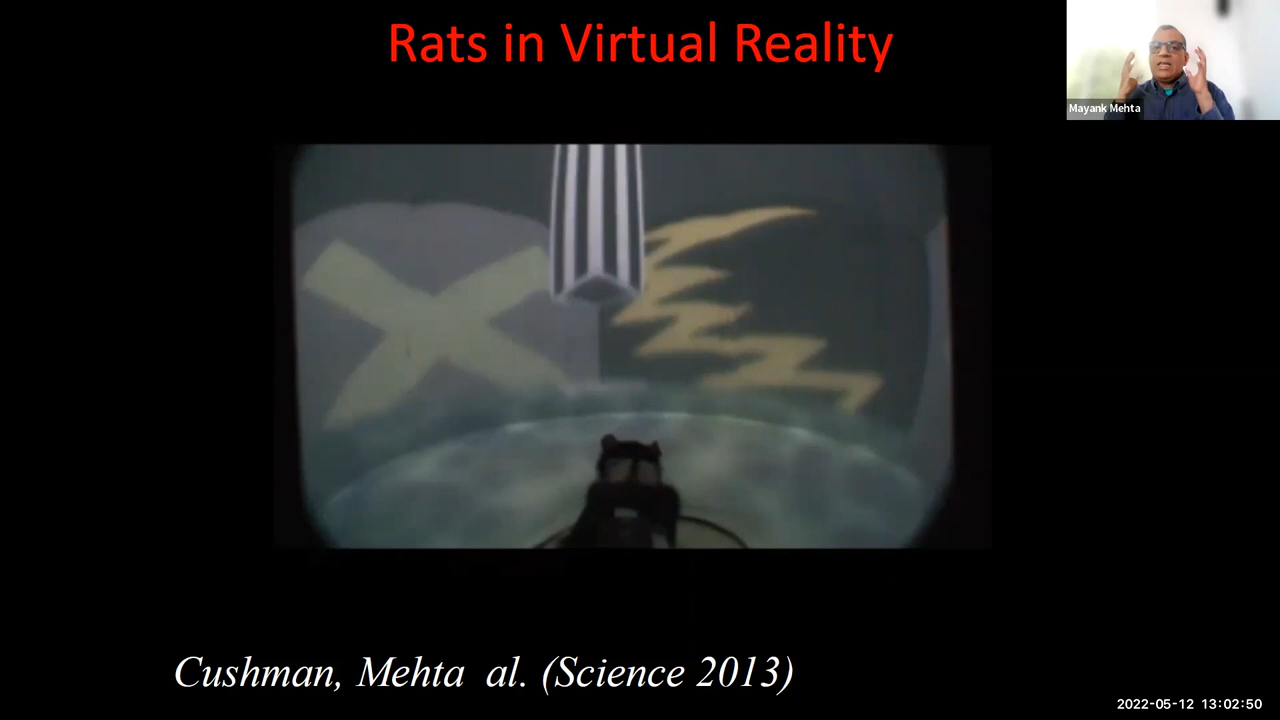 Rats in Virtual Reality
Mayank Mehta
Cushman, Mehta al. (Science 2013)
2022-05-12 13:02:50